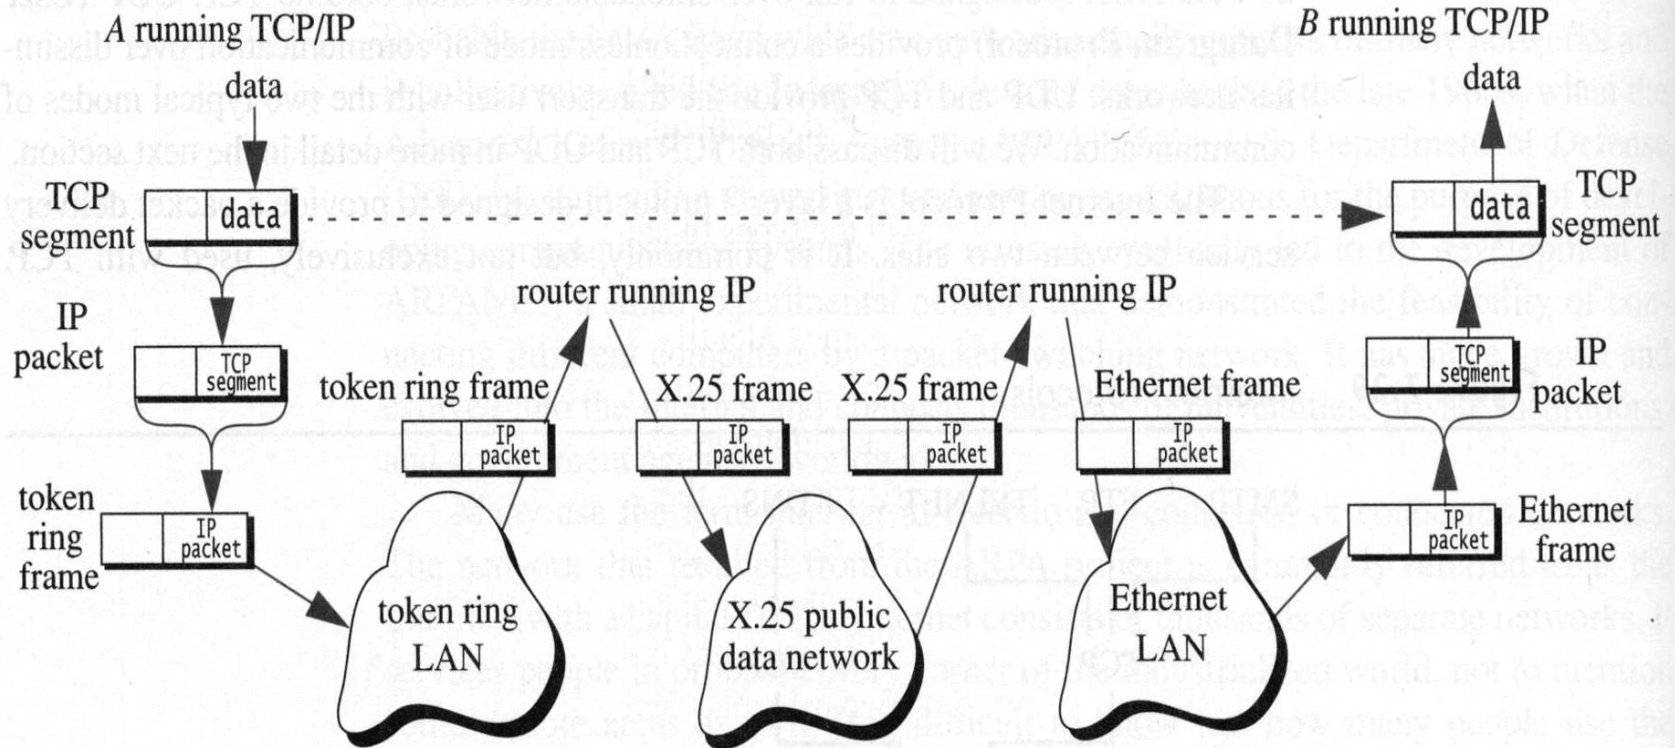 A running TCP/IP
data
TCP
segment
data
IP
packet
TCP
segment
token
ring
frame
IP
packet
token ring frame
IP
packet
token ring
LAN
router running IP
X.25 frame
IP
packet
X.25 public
data network
X.25 frame
IP
packet
router running IP
Ethernet frame
IP
packet
Ethernet
LAN
B running TCP/IP
data
data
TCP
segment
TCP
segment
IP
packet
IP
packet
Ethernet
frame